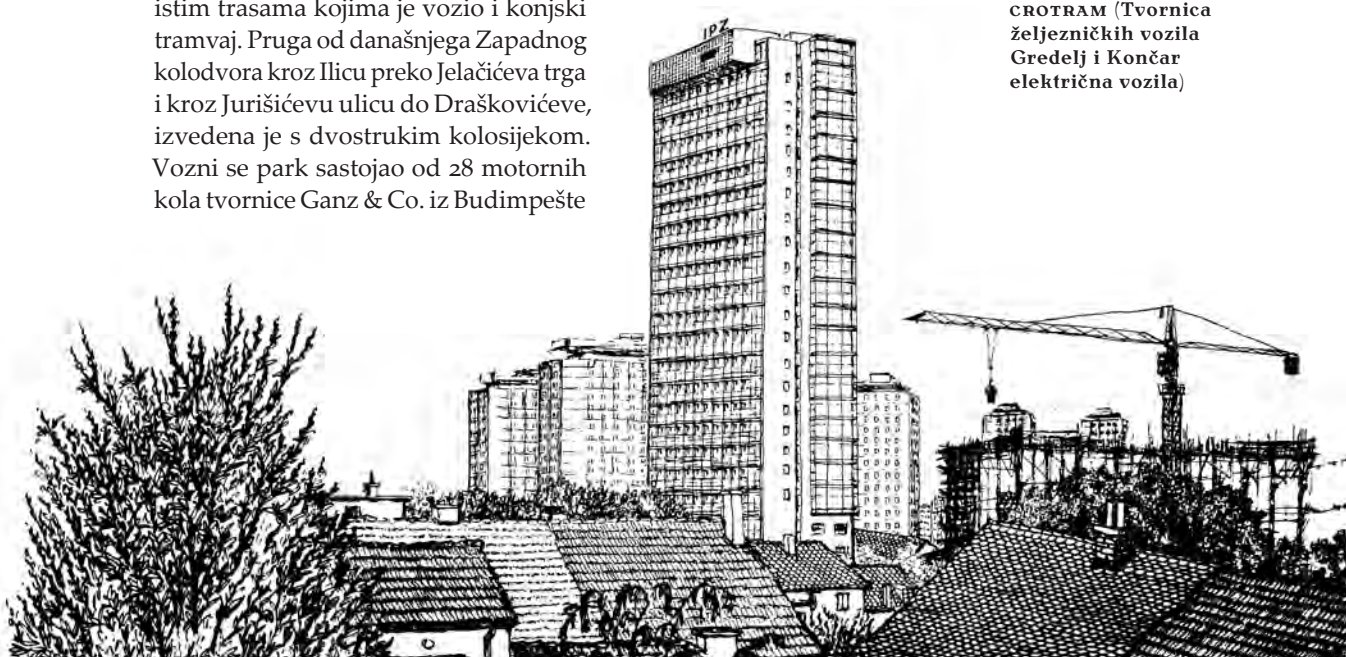 istim trasama kojima je vozio i konjski
tramvaj. Pruga od današnjega Zapadnog
kolodvora kroz Ilicu preko Jelačićeva trga
i kroz Jurišićevu ulicu do Draškovićeve,
izvedena je s dvostrukim kolosijekom.
Vozni se park sastojao od 28 motornih
kola tvornice Ganz & Co. iz Budimpešte
CROTRAM (Tvornica
željezničkih vozila
Gredelj i Končar
električna vozila)
IPZ